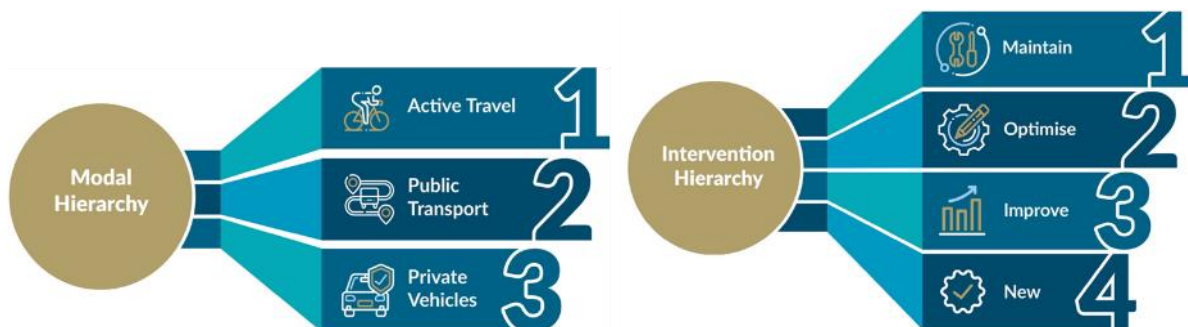 Modal
Hierarchy
Active Travel
1
Public
Transport
2
Private
Vehicles
3
Intervention
Hierarchy
Maintain
1
Optimise
2
Improve
3
New
4